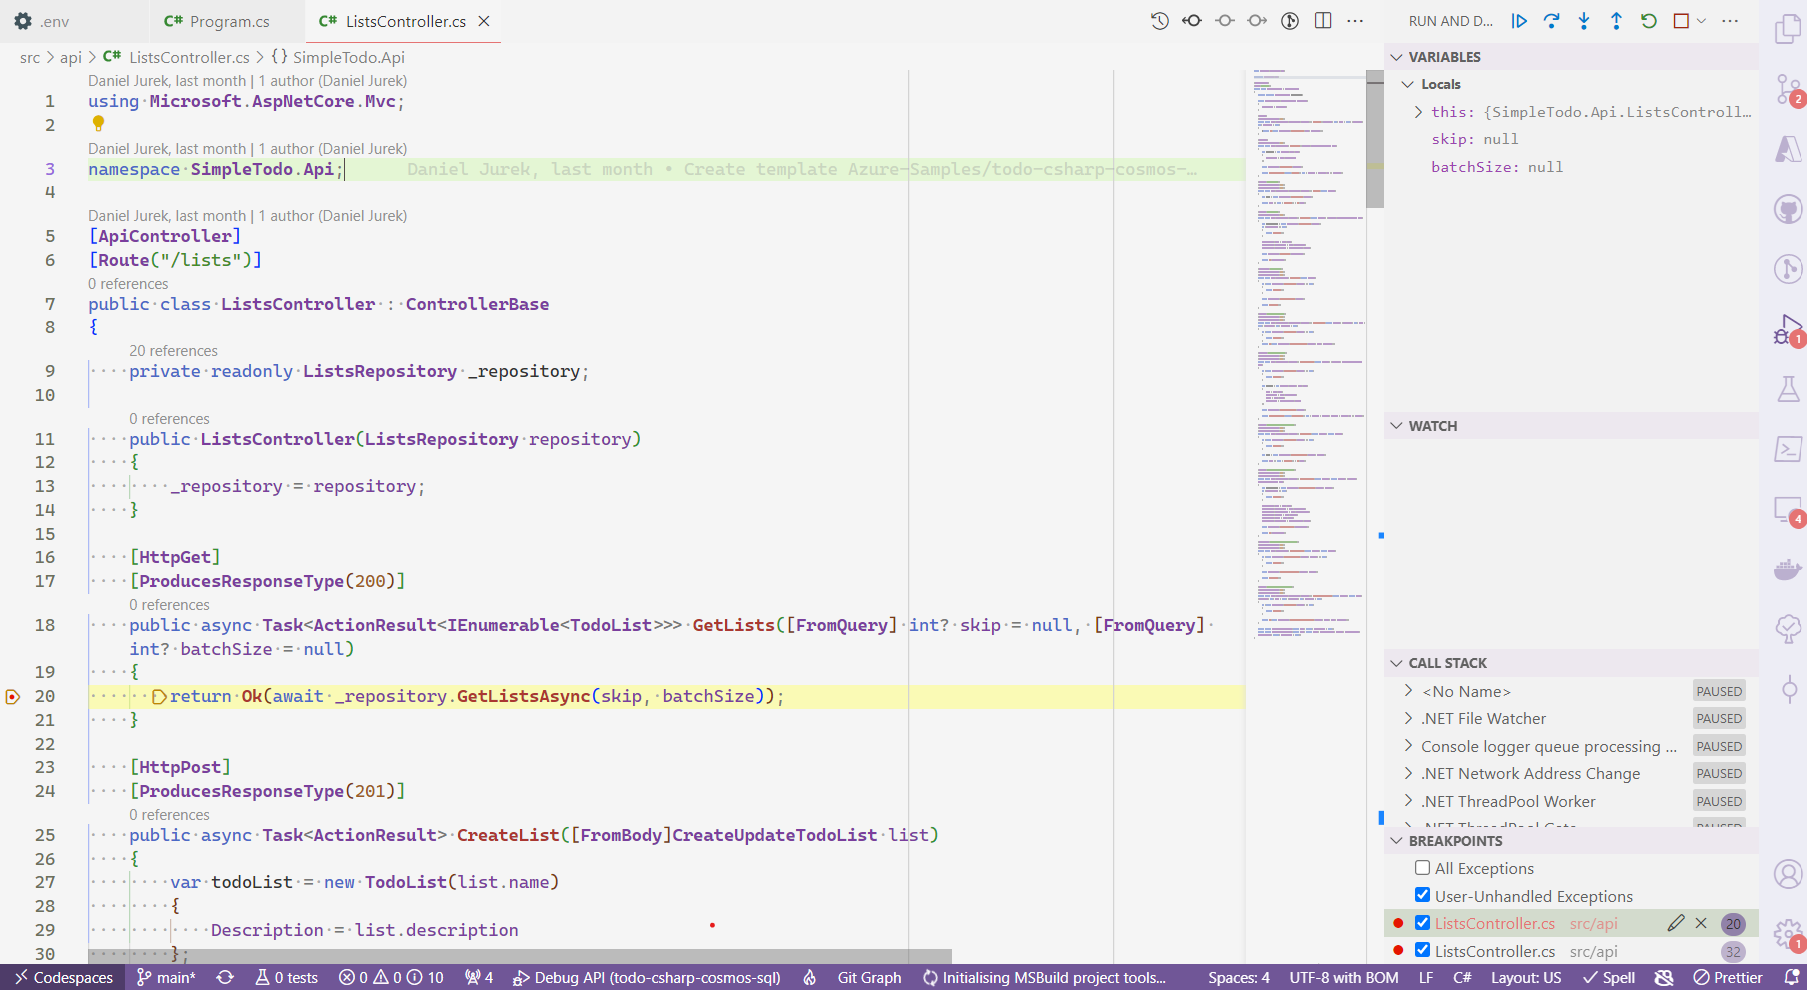 .env
C# Program.cs
C# ListsController.cs
RUN AND D...
src > api > C# ListsController.cs > {} SimpleTodo.Api
Daniel Jurek, last month | 1 author (Daniel Jurek)
1 using Microsoft.AspNetCore.Mvc;
2
Daniel Jurek, last month | 1 author (Daniel Jurek)
3 namespace SimpleTodo.Api; Daniel Jurek, last month • Create template Azure-Samples/todo-csharp-cosmos-…
4
Daniel Jurek, last month | 1 author (Daniel Jurek)
5 [ApiController]
6 [Route("/lists")]
0 references
7 public class ListsController : ControllerBase
8 {
20 references
9 private readonly ListsRepository _repository;
10
0 references
11 public ListsController(ListsRepository repository)
12 {
13 _repository = repository;
14 }
15
16 [HttpGet]
17 [ProducesResponseType(200)]
0 references
18 public async Task<ActionResult<IEnumerable<TodoList>>> GetLists([FromQuery] int? skip = null, [FromQuery]
int? batchSize = null)
19 {
20 return Ok(await _repository.GetListsAsync(skip, batchSize));
21 }
22
23 [HttpPost]
24 [ProducesResponseType(201)]
0 references
25 public async Task<ActionResult> CreateList([FromBody]CreateUpdateTodoList list)
26 {
27 var todoList = new TodoList(list.name)
28 {
29 Description = list.description
30 };
VARIABLES
Locals
this: {SimpleTodo.Api.ListsControll…
skip: null
batchSize: null
WATCH
CALL STACK
<No Name> PAUSED
.NET File Watcher PAUSED
Console logger queue processing ... PAUSED
.NET Network Address Change PAUSED
.NET ThreadPool Worker PAUSED
BREAKPOINTS
All Exceptions
User-Unhandled Exceptions
ListsController.cs src/api 20
ListsController.cs src/api 32
2
1
4
1
Codespaces main* 0 tests 0 0 10 4 Debug API (todo-csharp-cosmos-sql) Git Graph Initialising MSBuild project tools... Spaces: 4 UTF-8 with BOM LF C# Layout: US Spell Prettier